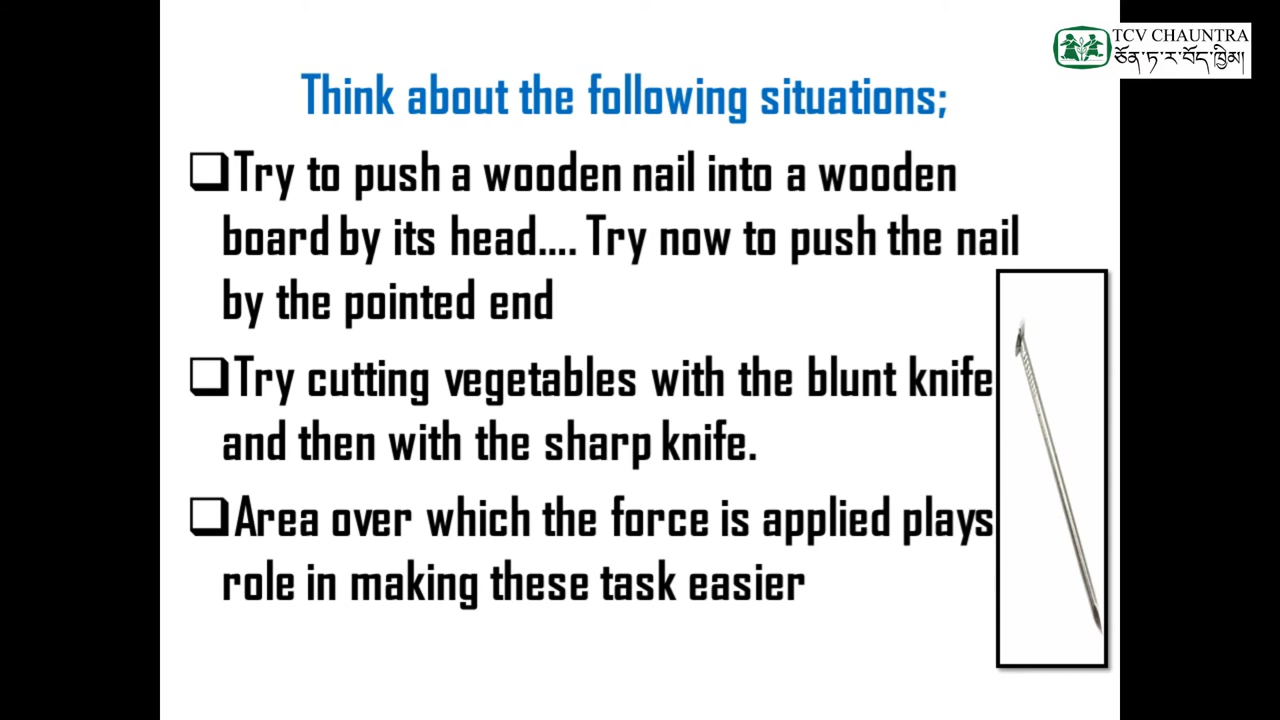 TCV CHAUNTRA
ཅོན་ཏ་ར་བོད་ཁྱིམ།
Think about the following situations;
❑Try to push a wooden nail into a wooden
board by its head.... Try now to push the nail
by the pointed end
❑Try cutting vegetables with the blunt knife
and then with the sharp knife.
❑Area over which the force is applied plays
role in making these task easier